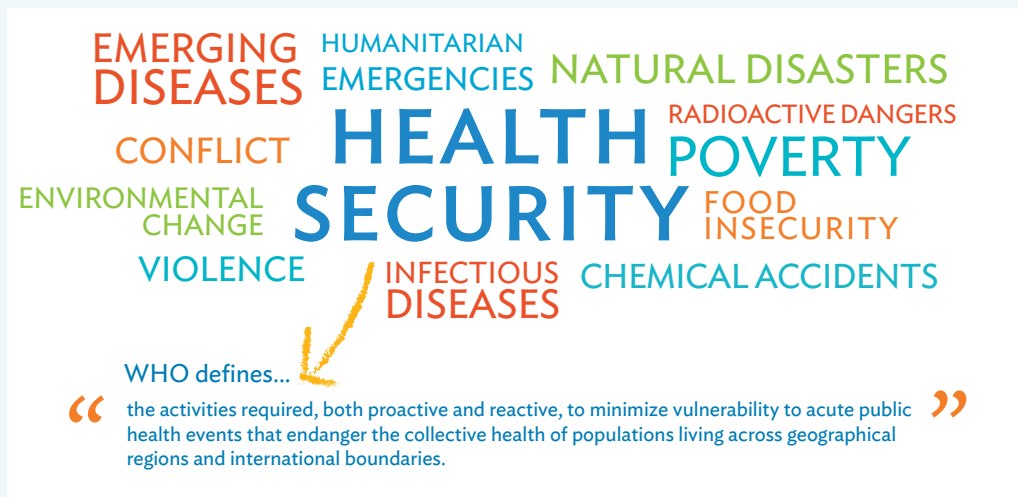 EMERGING
DISEASES
HUMANITARIAN
EMERGENCIES
NATURAL DISASTERS
RADIOACTIVE DANGERS
CONFLICT
HEALTH
SECURITY
POVERTY
ENVIRONMENTAL
CHANGE
FOOD
INSECURITY
VIOLENCE
INFECTIOUS
DISEASES
CHEMICAL ACCIDENTS
WHO defines...
“ the activities required, both proactive and reactive, to minimize vulnerability to acute public
health events that endanger the collective health of populations living across geographical
regions and international boundaries. ”